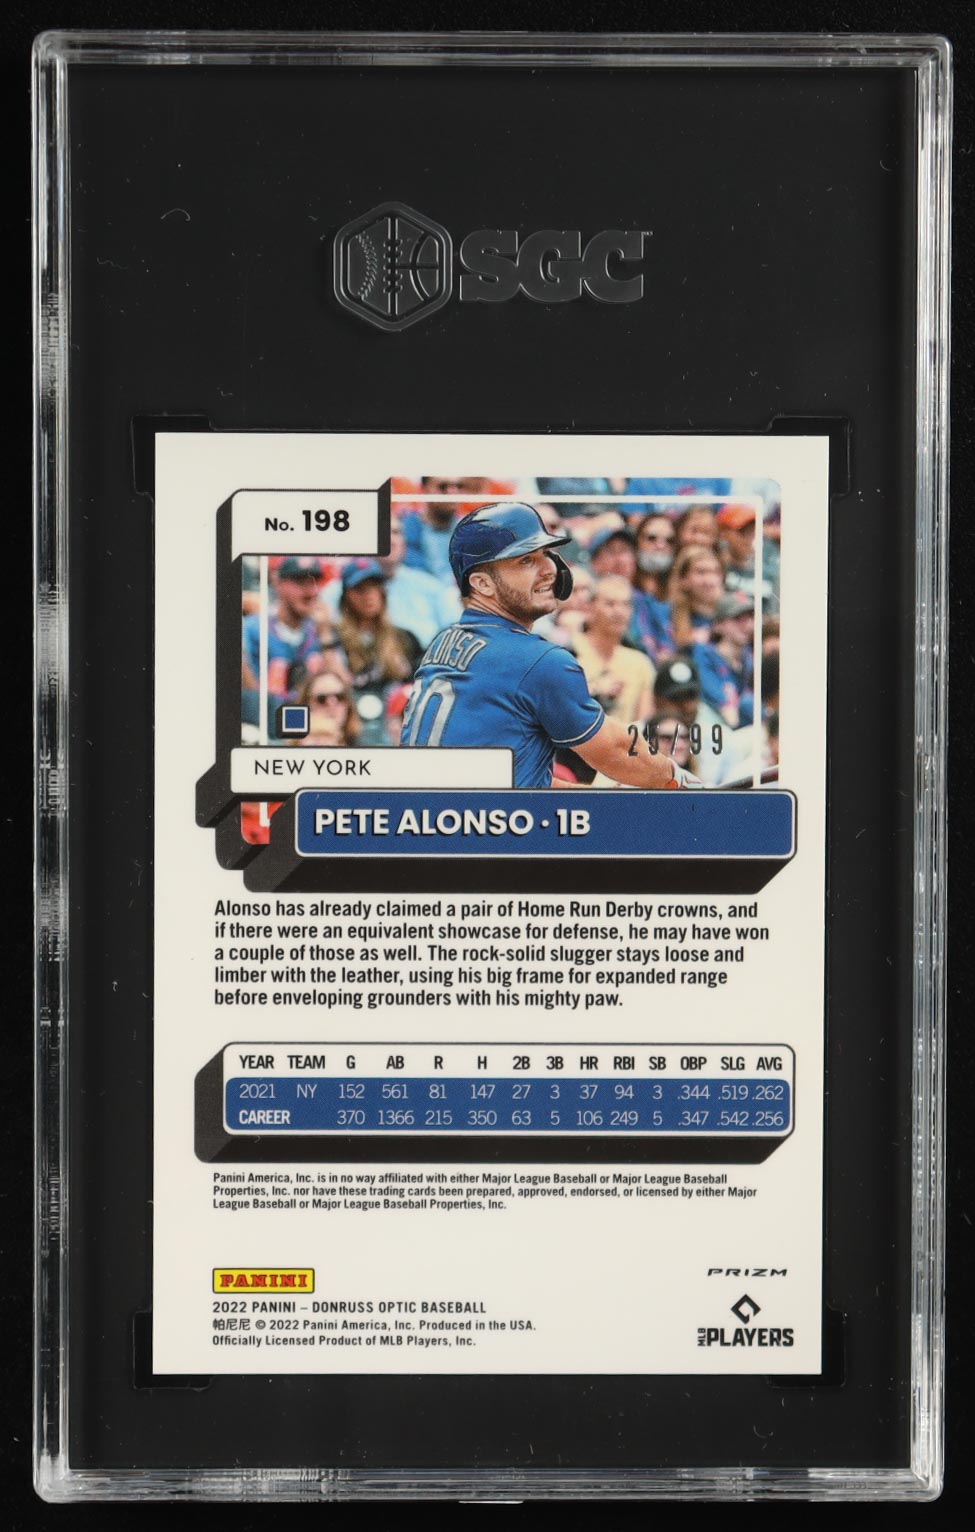 SGC
No. 198
ALONSO
20
/99
NEW YORK
PETE ALONSO · 1B
Alonso has already claimed a pair of Home Run Derby crowns, and
if there were an equivalent showcase for defense, he may have won
a couple of those as well. The rock-solid slugger stays loose and
limber with the leather, using his big frame for expanded range
before enveloping grounders with his mighty paw.
YEAR TEAM G AB R H 2B 3B HR RBI SB OBP SLG AVG
2021 NY 152 561 81 147 27 3 37 94 3 .344 .519 .262
CAREER 370 1366 215 350 63 5 106 249 5 .347 .542 .256
Panini America, Inc. is in no way affiliated with either Major League Baseball or Major League Baseball
Properties, Inc. nor have these trading cards been prepared, approved, endorsed, or licensed by either Major
League Baseball or Major League Baseball Properties, Inc.
PANINI
PRIZM
2022 PANINI – DONRUSS OPTIC BASEBALL
帕尼尼 © 2022 Panini America, Inc. Produced in the USA.
Officially Licensed Product of MLB Players, Inc.
MLB PLAYERS